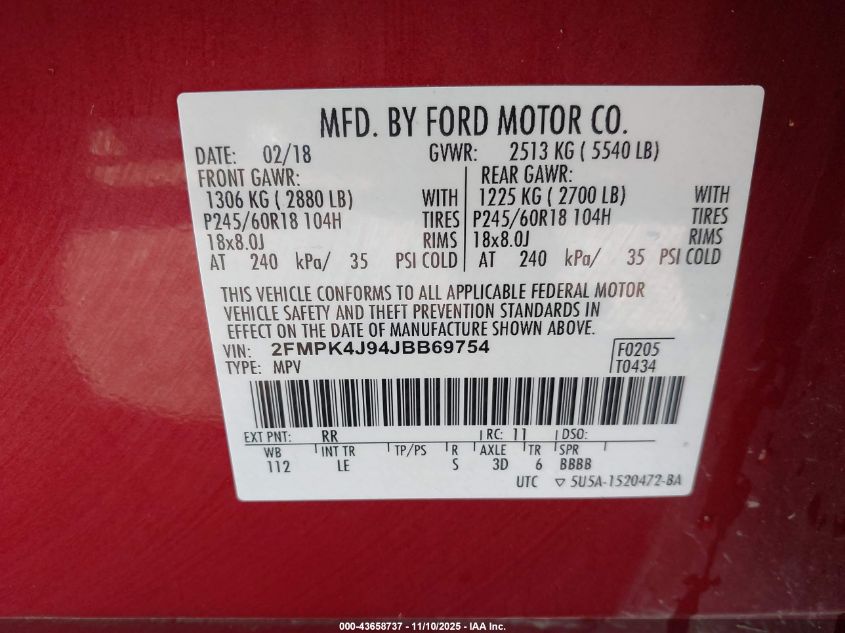 MFD. BY FORD MOTOR CO.
DATE: 02/18 GVWR: 2513 KG ( 5540 LB)
FRONT GAWR: REAR GAWR:
1306 KG ( 2880 LB) WITH 1225 KG ( 2700 LB) WITH
P245/60R18 104H TIRES P245/60R18 104H TIRES
18x8.0J RIMS 18x8.0J RIMS
AT 240 kPa/ 35 PSI COLD AT 240 kPa/ 35 PSI COLD
THIS VEHICLE CONFORMS TO ALL APPLICABLE FEDERAL MOTOR
VEHICLE SAFETY AND THEFT PREVENTION STANDARDS IN
EFFECT ON THE DATE OF MANUFACTURE SHOWN ABOVE.
VIN: 2FMPK4J94JBB69754 F0205
TYPE: MPV T0434
EXT PNT: RR RC: 11 DSO:
WB INT TR TP/PS R AXLE TR SPR
112 LE S 3D 6 BBBB
UTC ▽ 5U5A-1520472-BA
000-43658737 - 11/10/2025 - IAA Inc.